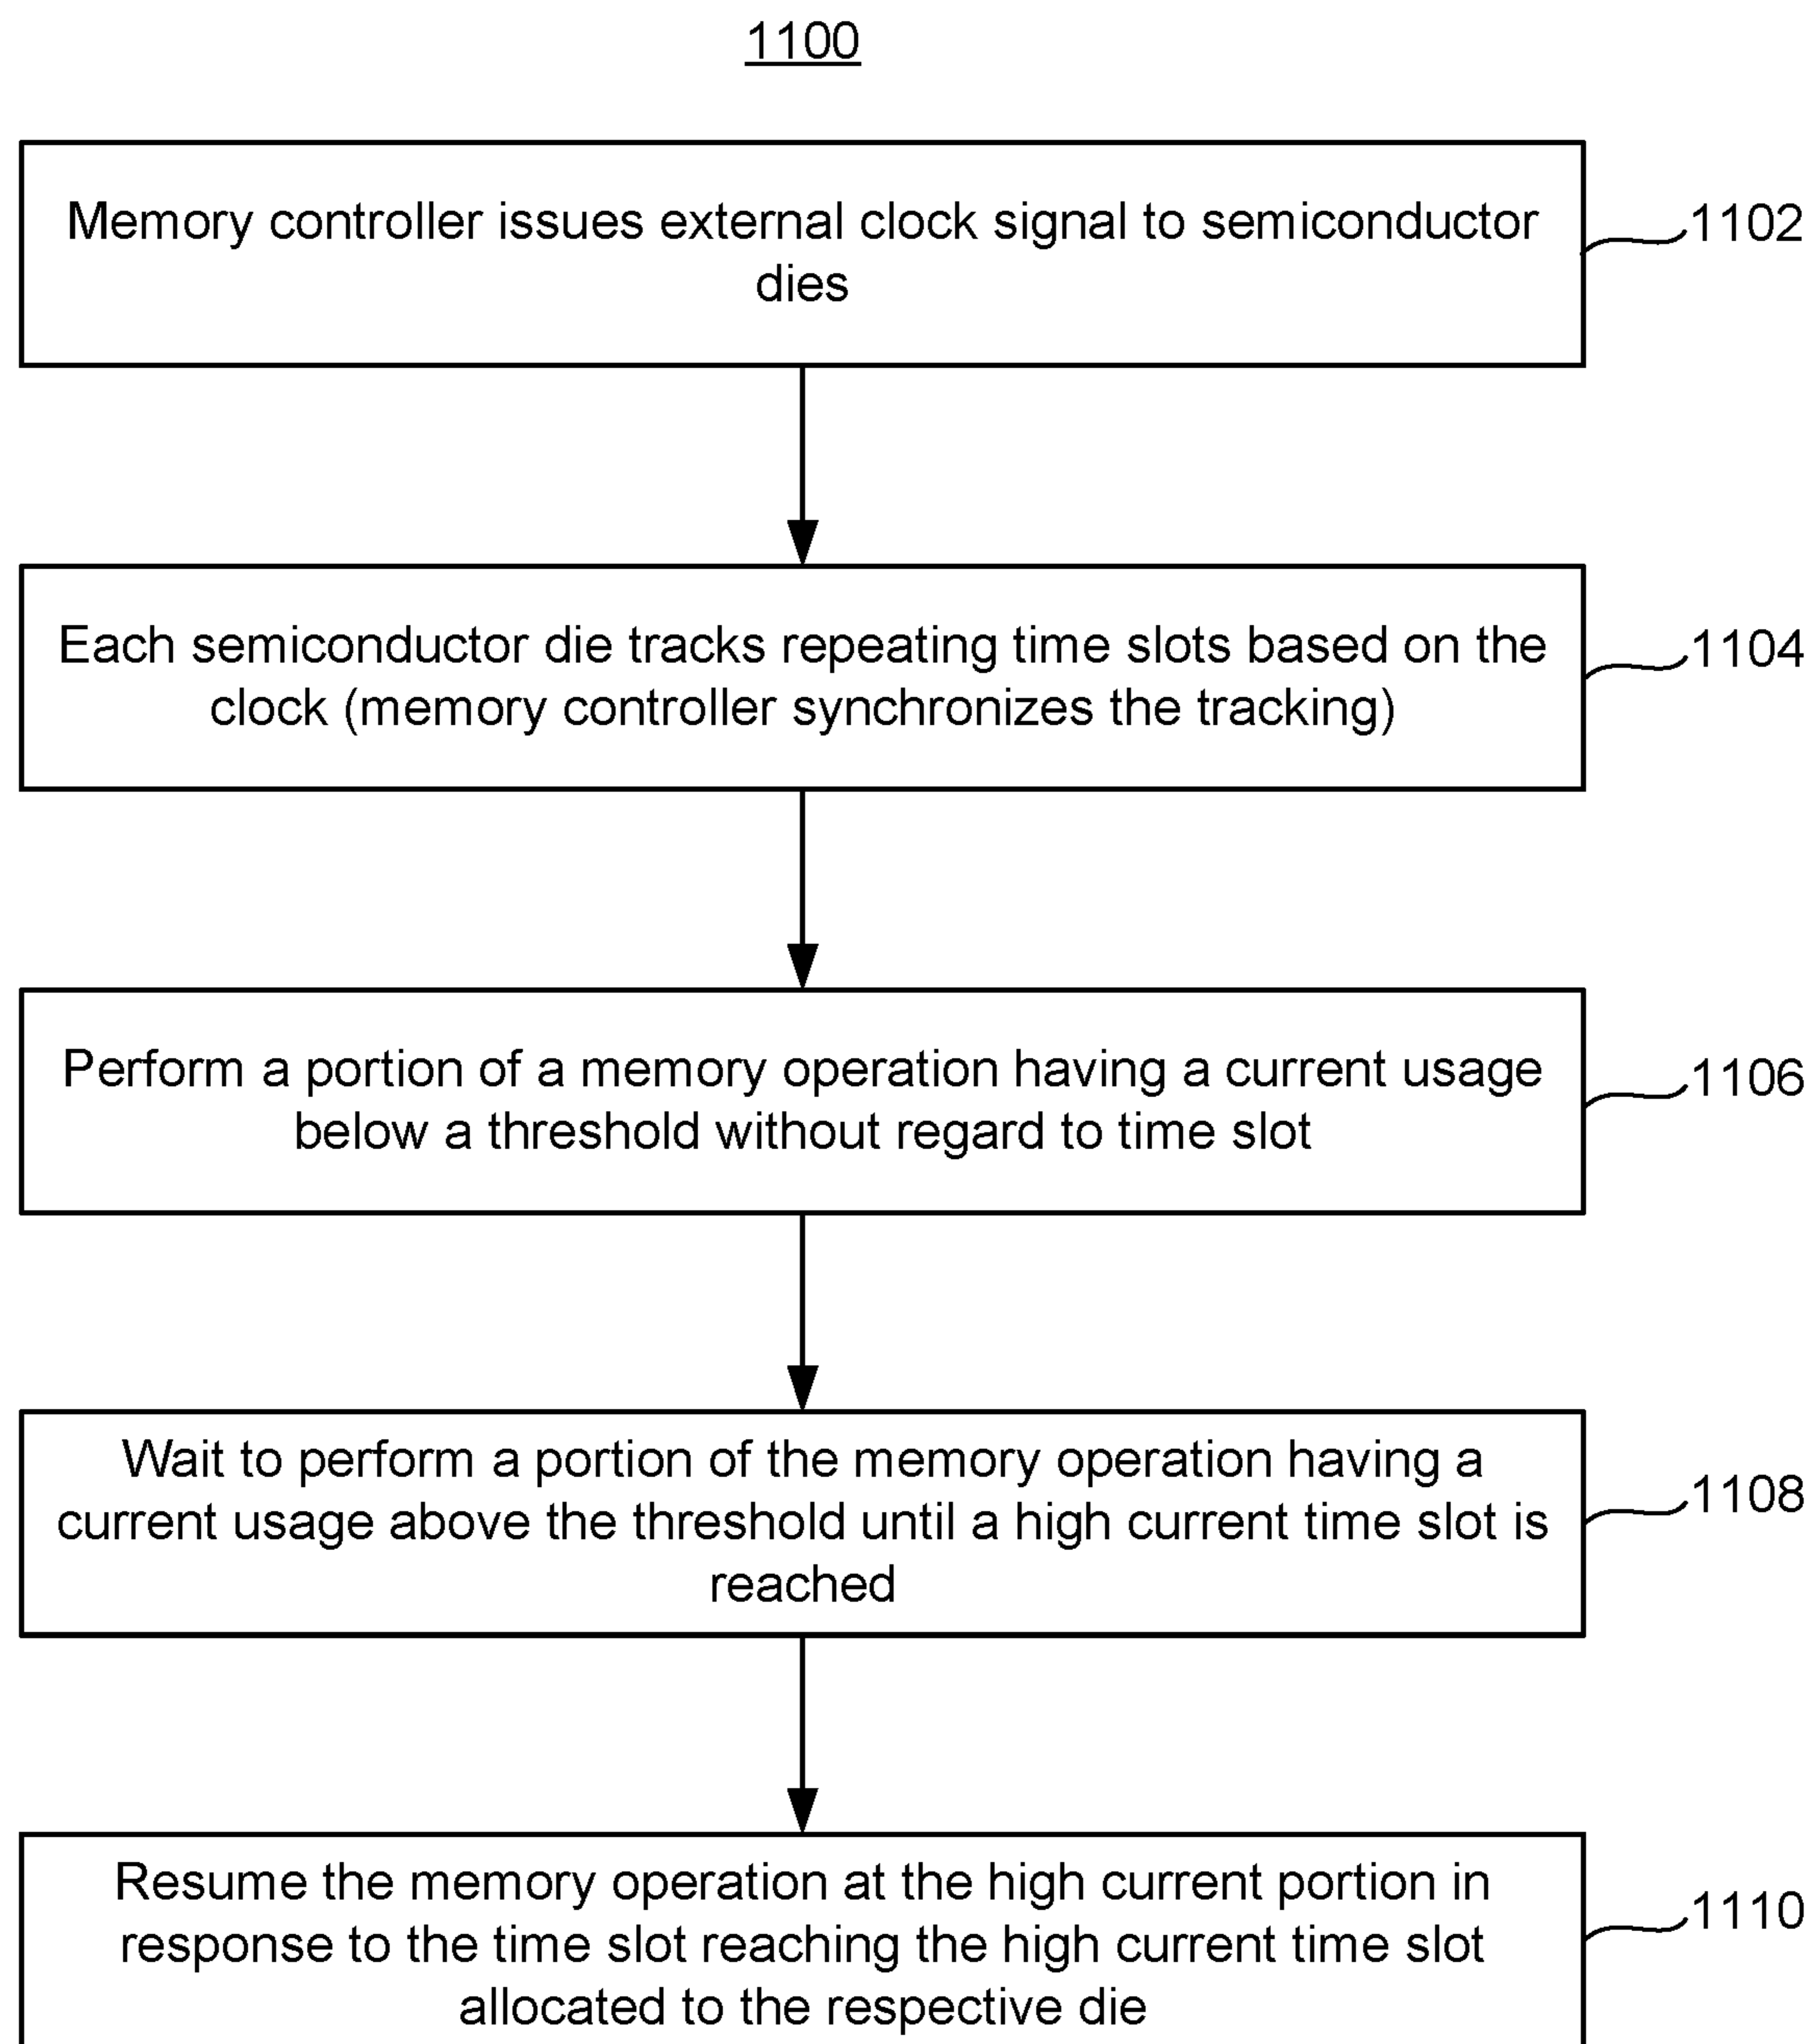 1100
Memory controller issues external clock signal to semiconductor
dies
1102
Each semiconductor die tracks repeating time slots based on the
clock (memory controller synchronizes the tracking)
1104
Perform a portion of a memory operation having a current usage
below a threshold without regard to time slot
1106
Wait to perform a portion of the memory operation having a
current usage above the threshold until a high current time slot is
reached
1108
Resume the memory operation at the high current portion in
response to the time slot reaching the high current time slot
allocated to the respective die
1110